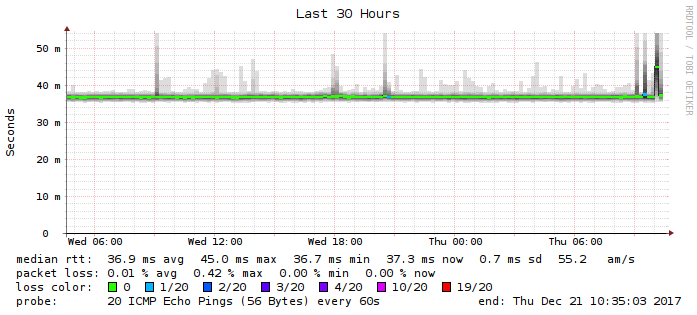 Last 30 Hours
RRDTOOL / TOBI OETIKER
Seconds
50 m
40 m
30 m
20 m
10 m
0
Wed 06:00 Wed 12:00 Wed 18:00 Thu 00:00 Thu 06:00
median rtt: 36.9 ms avg 45.0 ms max 36.7 ms min 37.3 ms now 0.7 ms sd 55.2 am/s
packet loss: 0.01 % avg 0.42 % max 0.00 % min 0.00 % now
loss color: 0 1/20 2/20 3/20 4/20 10/20 19/20
probe: 20 ICMP Echo Pings (56 Bytes) every 60s end: Thu Dec 21 10:35:03 2017